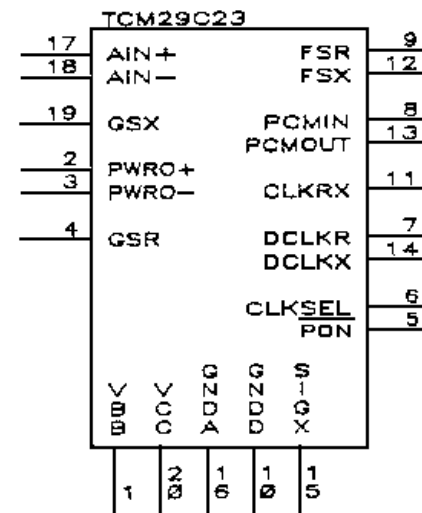 TCM29C23
17 AIN+ FSR 9
18 AIN- FSX 12
19 GSX PCMIN 8
PCMOUT 13
2 PWRO+
3 PWRO- CLKRX 11
4 GSR DCLKR 7
DCLKX 14
CLKSEL 6
PON 5
VBB VCC GNDA GNDD SIGX
1 20 16 10 15